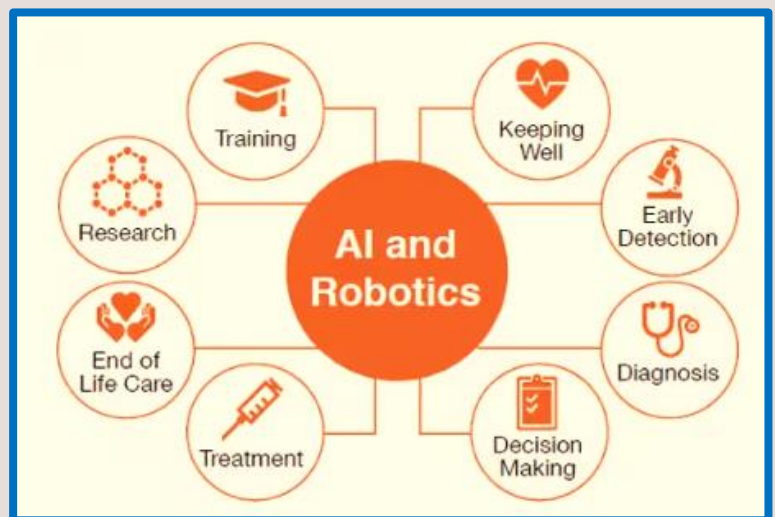 Training
Keeping
Well
Research
Early
Detection
AI and
Robotics
End of
Life Care
Diagnosis
Treatment
Decision
Making